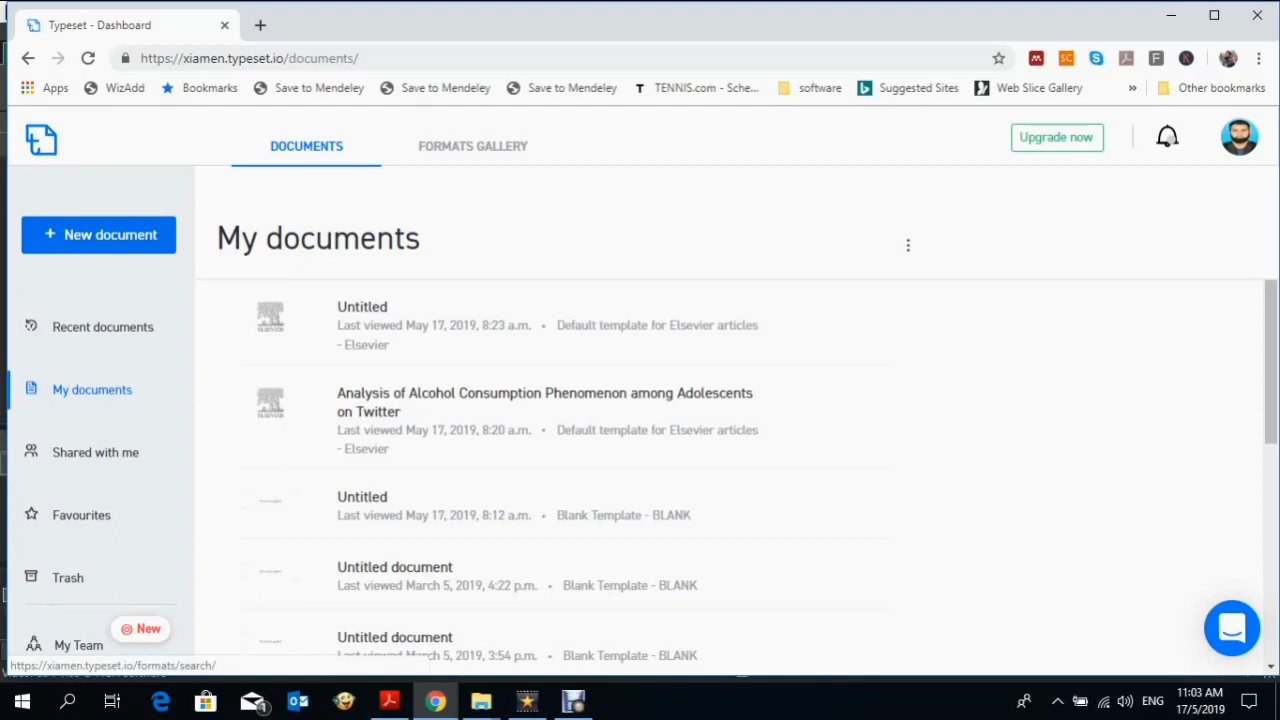 Typeset - Dashboard
https://xiamen.typeset.io/documents/
Apps WizAdd Bookmarks Save to Mendeley Save to Mendeley Save to Mendeley T TENNIS.com - Sche... software Suggested Sites Web Slice Gallery » Other bookmarks
DOCUMENTS FORMATS GALLERY Upgrade now
+ New document
My documents
Recent documents
My documents
Shared with me
Favourites
Trash
My Team
New
Untitled
Last viewed May 17, 2019, 8:23 a.m. • Default template for Elsevier articles
- Elsevier
ELSEVIER
Analysis of Alcohol Consumption Phenomenon among Adolescents
on Twitter
Last viewed May 17, 2019, 8:20 a.m. • Default template for Elsevier articles
- Elsevier
ELSEVIER
Untitled
Last viewed May 17, 2019, 8:12 a.m. • Blank Template - BLANK
Untitled document
Last viewed March 5, 2019, 4:22 p.m. • Blank Template - BLANK
Untitled document
Last viewed March 5, 2019, 3:54 p.m. • Blank Template - BLANK
https://xiamen.typeset.io/formats/search/
ENG
11:03 AM
17/5/2019